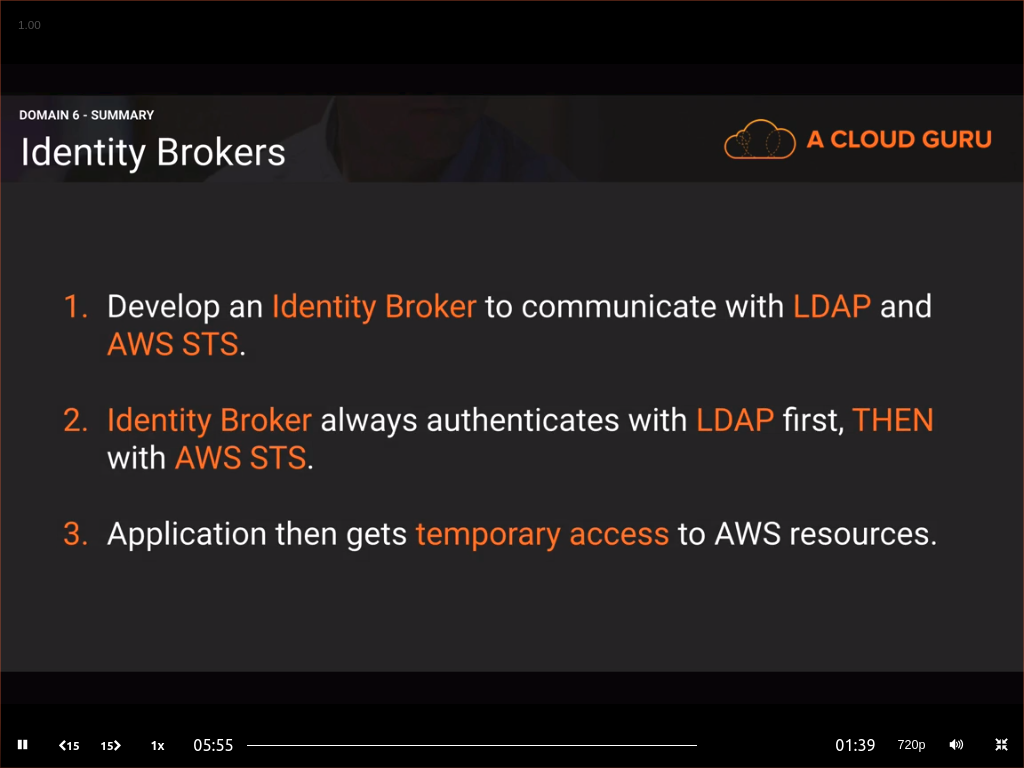 1.00
DOMAIN 6 - SUMMARY
Identity Brokers
A CLOUD GURU
1. Develop an Identity Broker to communicate with LDAP and
AWS STS.
2. Identity Broker always authenticates with LDAP first, THEN
with AWS STS.
3. Application then gets temporary access to AWS resources.
15 15 1x 05:55 01:39 720p